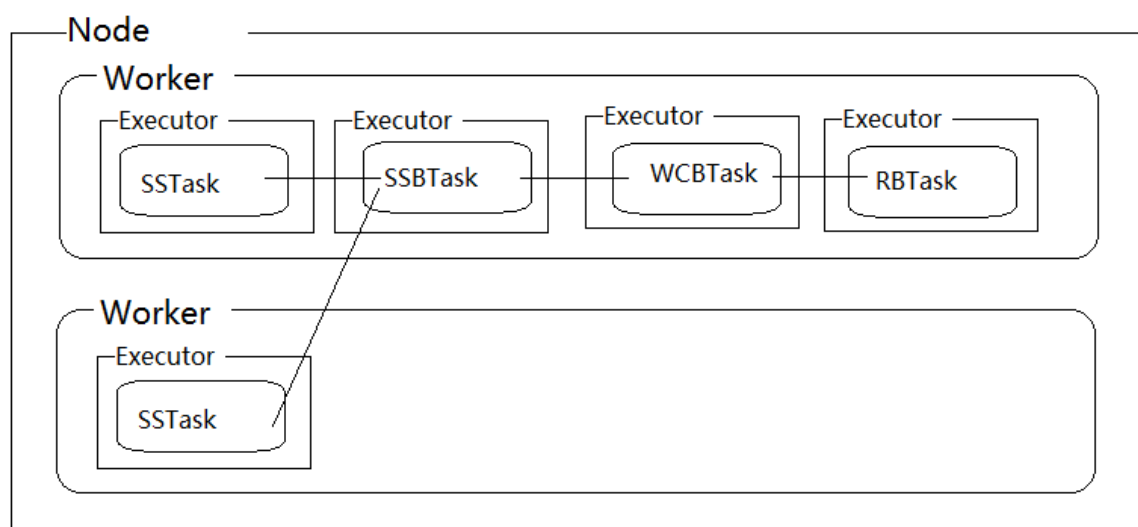 Node
Worker
Executor
Executor
Executor
Executor
SSTask
SSBTask
WCBTask
RBTask
Worker
Executor
SSTask